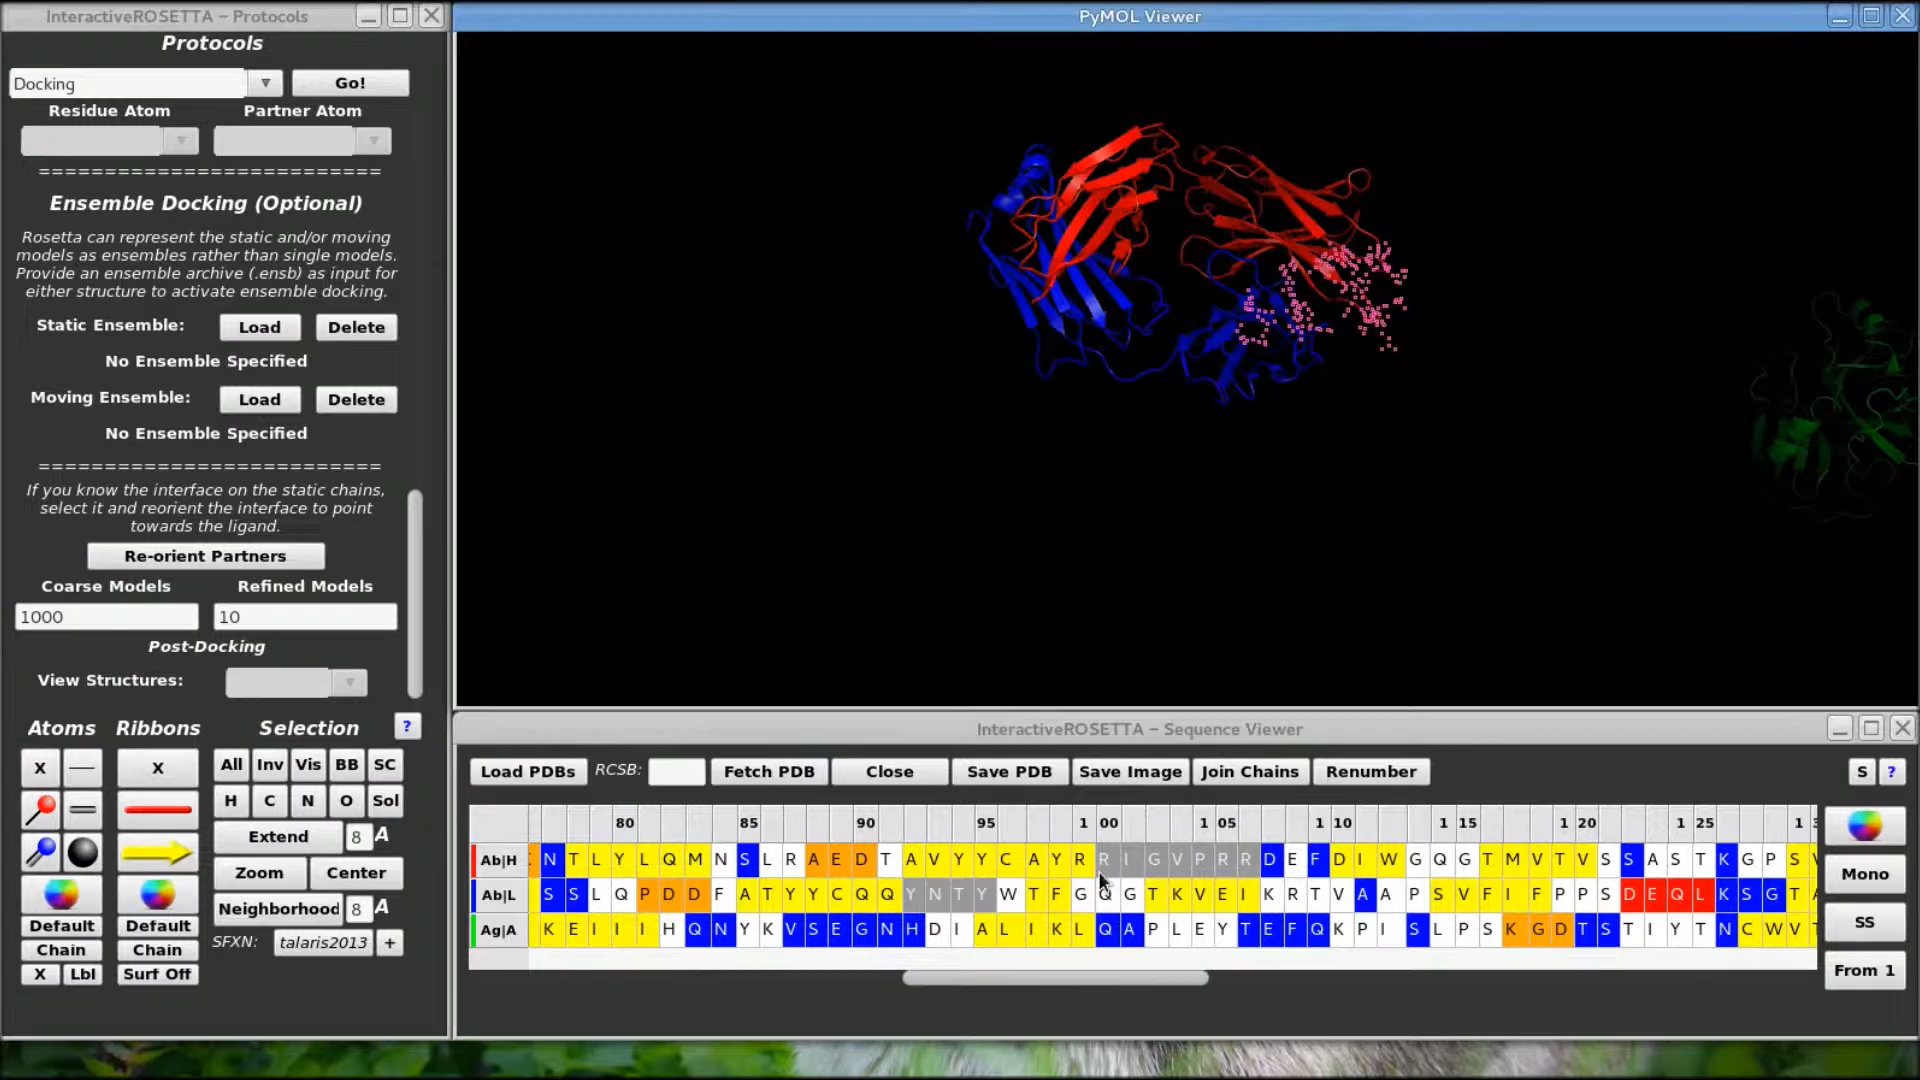 InteractiveROSETTA – Protocols
Protocols
Docking
Go!
Residue Atom Partner Atom
==========================
Ensemble Docking (Optional)
Rosetta can represent the static and/or moving
models as ensembles rather than single models.
Provide an ensemble archive (.ensb) as input for
either structure to activate ensemble docking.
Static Ensemble: Load Delete
No Ensemble Specified
Moving Ensemble: Load Delete
No Ensemble Specified
==========================
If you know the interface on the static chains,
select it and reorient the interface to point
towards the ligand.
Re-orient Partners
Coarse Models Refined Models
1000 10
Post-Docking
View Structures:
Atoms Ribbons Selection ?
X X All Inv Vis BB SC
H C N O Sol
Extend 8 A
Zoom Center
Default Default Neighborhood 8 A
Chain Chain SFXN: talaris2013 +
X Lbl Surf Off
PyMOL Viewer
InteractiveROSETTA – Sequence Viewer
Load PDBs RCSB: Fetch PDB Close Save PDB Save Image Join Chains Renumber S ?
80 85 90 95 1 00 1 05 1 10 1 15 1 20 1 25 1
Ab|H N T L Y L Q M N S L R A E D T A V Y Y C A Y R R I G V P R R D E F D I W G Q G T M V T V S S A S T K G P S V
Ab|L S S L Q P D D F A T Y Y C Q Q Y N T Y W T F G Q G T K V E I K R T V A A P S V F I F P P S D E Q L K S G T A
Ag|A K E I I I H Q N Y K V S E G N H D I A L I K L Q A P L E Y T E F Q K P I S L P S K G D T S T I Y T N C W V T
Mono
SS
From 1